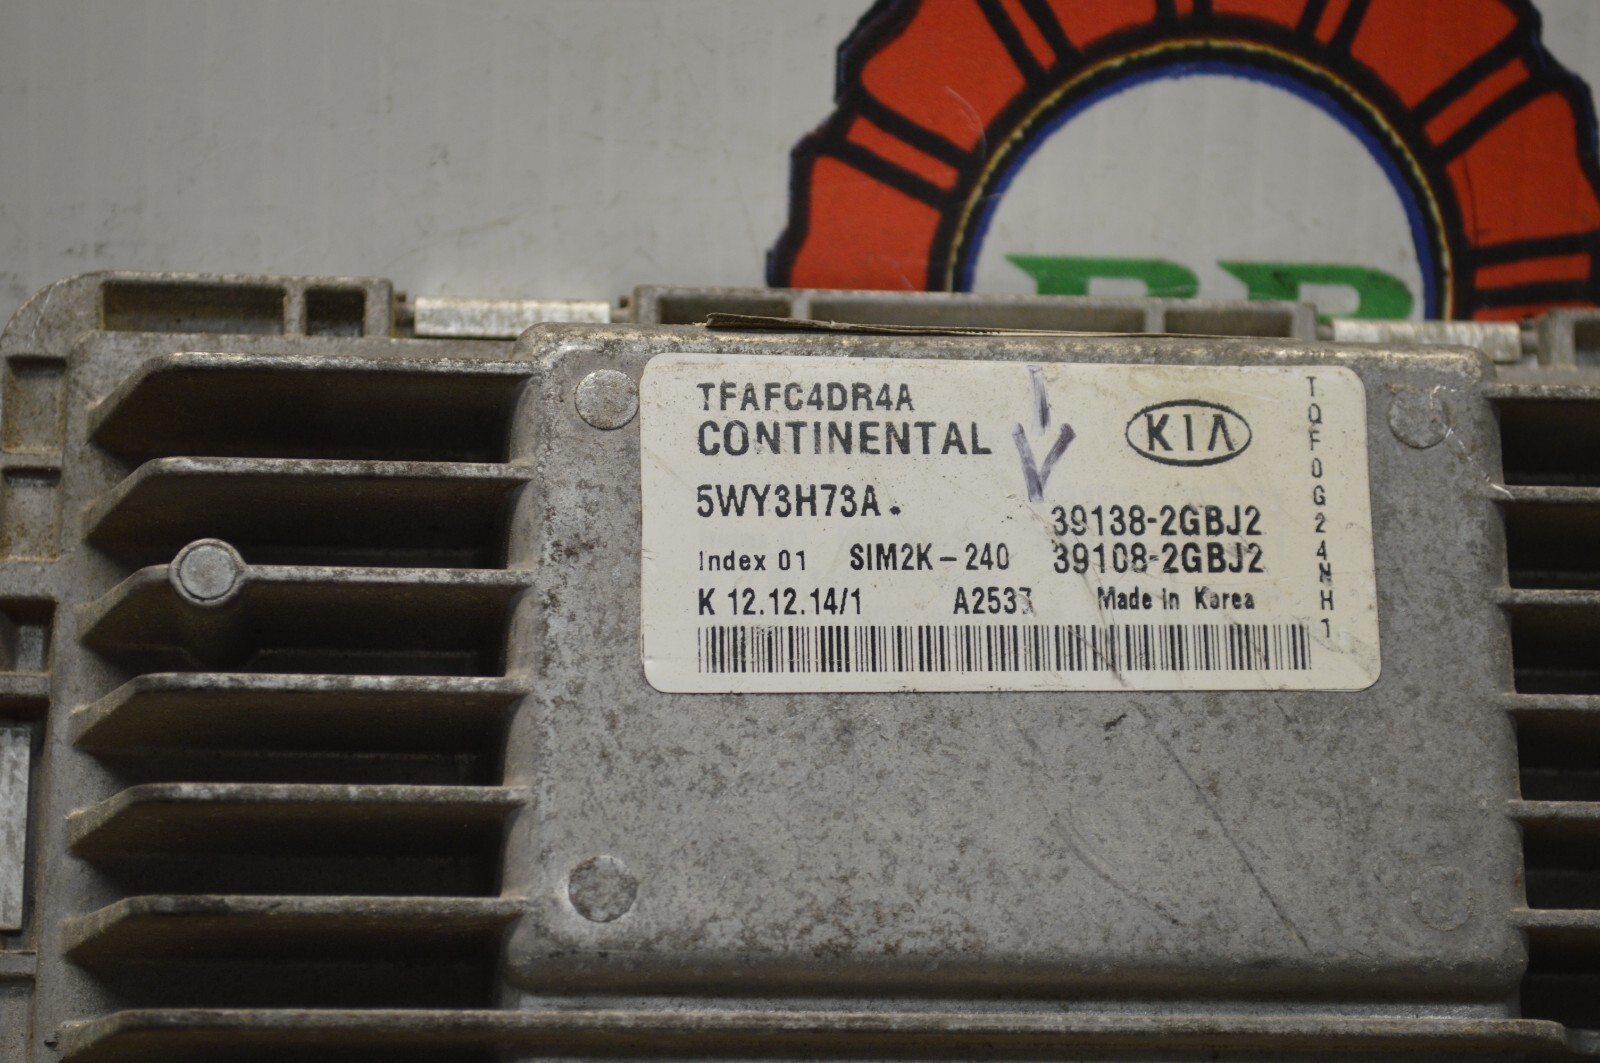 TFAFC4DR4A
CONTINENTAL
KIA
5WY3H73A.
39138-2GBJ2
Index 01 SIM2K-240 39108-2GBJ2
K 12.12.14/1 A2537 Made in Korea
TQF0G24NH1